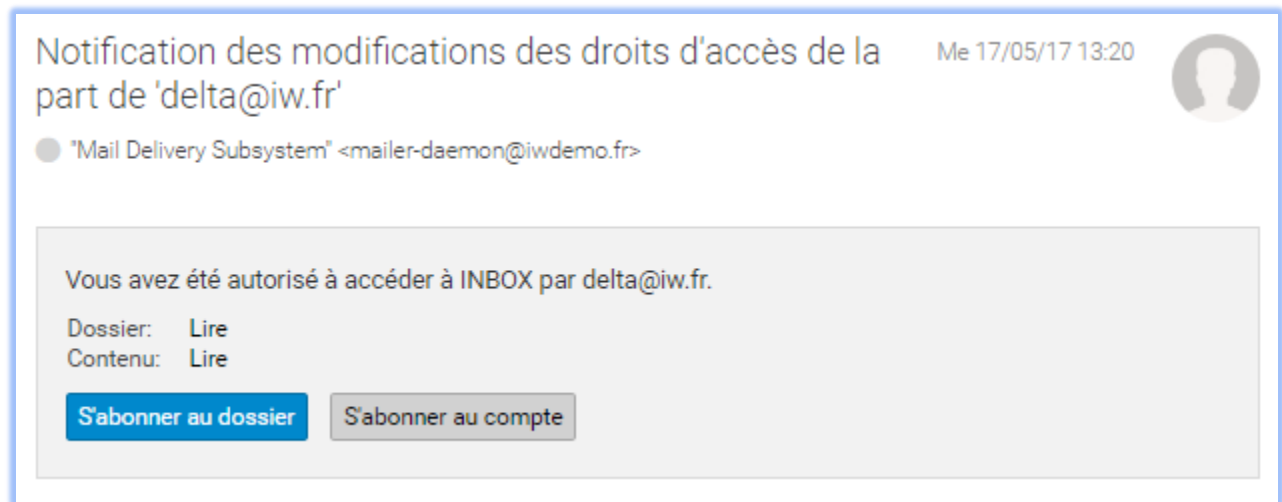 Notification des modifications des droits d'accès de la
part de 'delta@iw.fr'
Me 17/05/17 13:20
"Mail Delivery Subsystem" <mailer-daemon@iwdemo.fr>
Vous avez été autorisé à accéder à INBOX par delta@iw.fr.
Dossier: Lire
Contenu: Lire
S'abonner au dossier S'abonner au compte